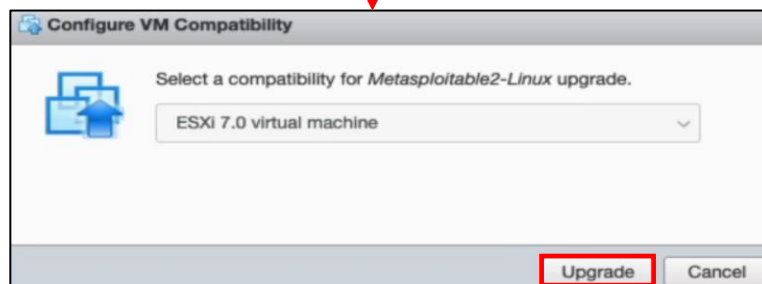 Configure VM Compatibility
Select a compatibility for Metasploitable2-Linux upgrade.
ESXi 7.0 virtual machine
Upgrade Cancel